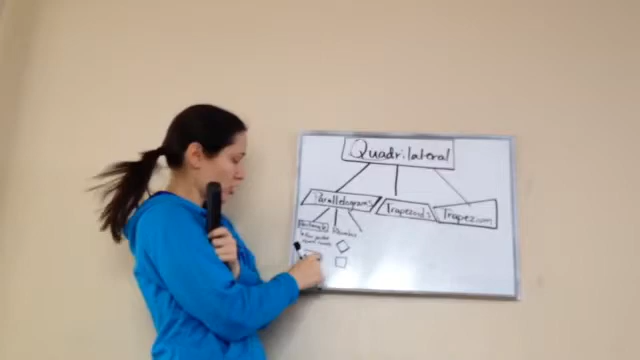 Quadrilateral
Parallelograms Trapezoids Trapezium
Rectangle Rhombus